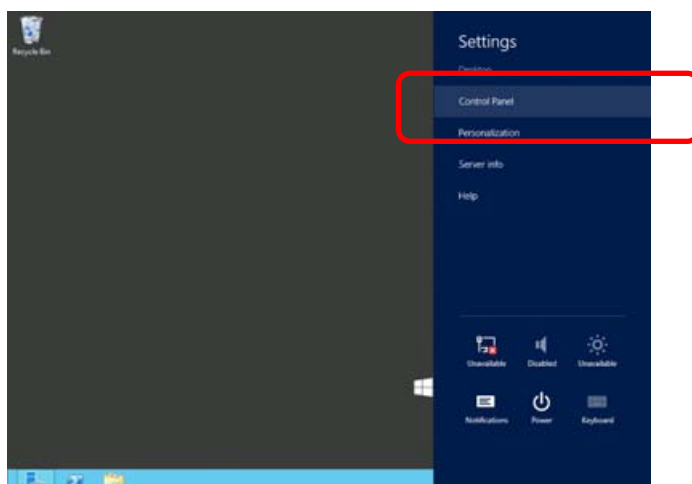 Recycle Bin
Settings
Desktop
Control Panel
Personalization
Server info
Help
Unavailable
Disabled
Unavailable
Notifications
Power
Keyboard